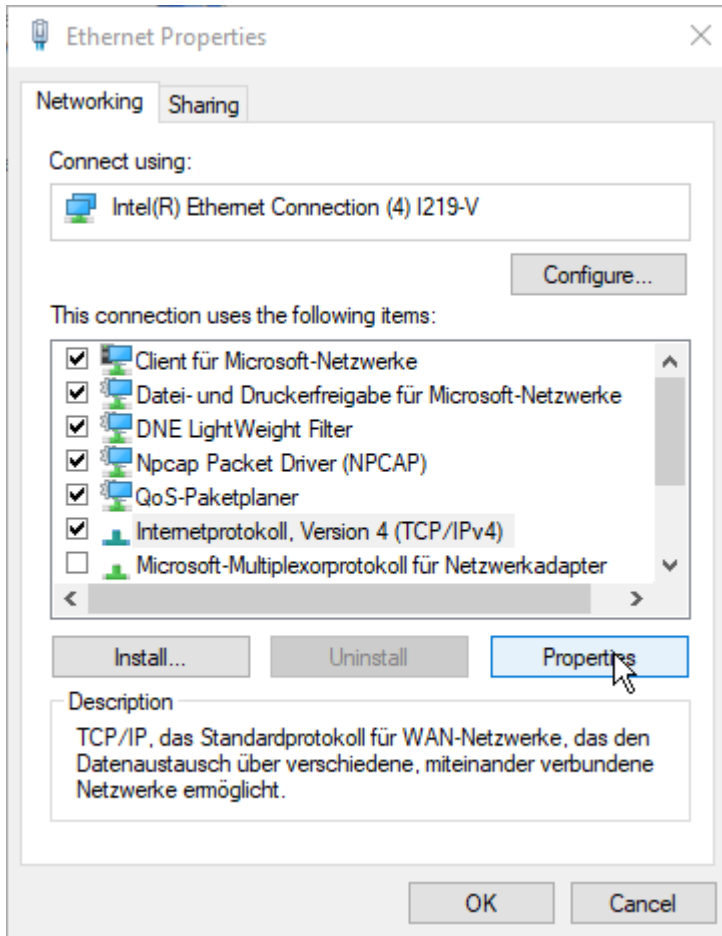 Ethernet Properties
Networking
Sharing
Connect using:
Intel(R) Ethernet Connection (4) I219-V
Configure...
This connection uses the following items:
Client für Microsoft-Netzwerke
Datei- und Druckerfreigabe für Microsoft-Netzwerke
DNE LightWeight Filter
Npcap Packet Driver (NPCAP)
QoS-Paketplaner
Internetprotokoll, Version 4 (TCP/IPv4)
Microsoft-Multiplexorprotokoll für Netzwerkadapter
Install...
Uninstall
Properties
Description
TCP/IP, das Standardprotokoll für WAN-Netzwerke, das den
Datenaustausch über verschiedene, miteinander verbundene
Netzwerke ermöglicht.
OK
Cancel